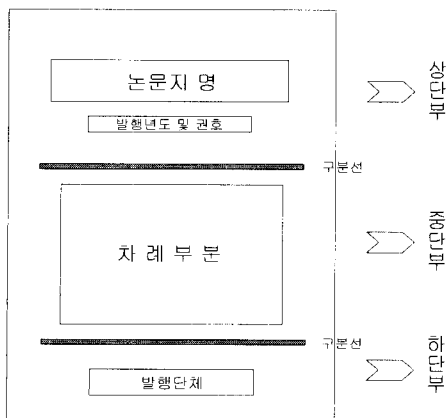 논문지 명
상단부
발행년도 및 권호
구분선
차 례 부 분
중단부
구분선
발행단체
하단부